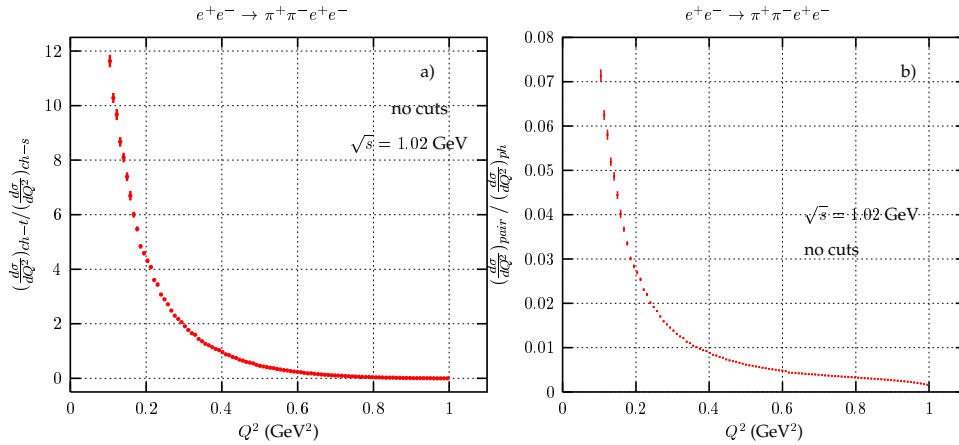 e⁺e⁻ → π⁺π⁻e⁺e⁻
a)
no cuts
√s = 1.02 GeV
12
10
8
6
4
2
0
0 0.2 0.4 0.6 0.8 1
Q² (GeV²)
(dσ/dQ²)ch−t/(dσ/dQ²)ch−s
e⁺e⁻ → π⁺π⁻e⁺e⁻
b)
√s = 1.02 GeV
no cuts
0.08
0.07
0.06
0.05
0.04
0.03
0.02
0.01
0
0 0.2 0.4 0.6 0.8 1
Q² (GeV²)
(dσ/dQ²)pair / (dσ/dQ²)ph